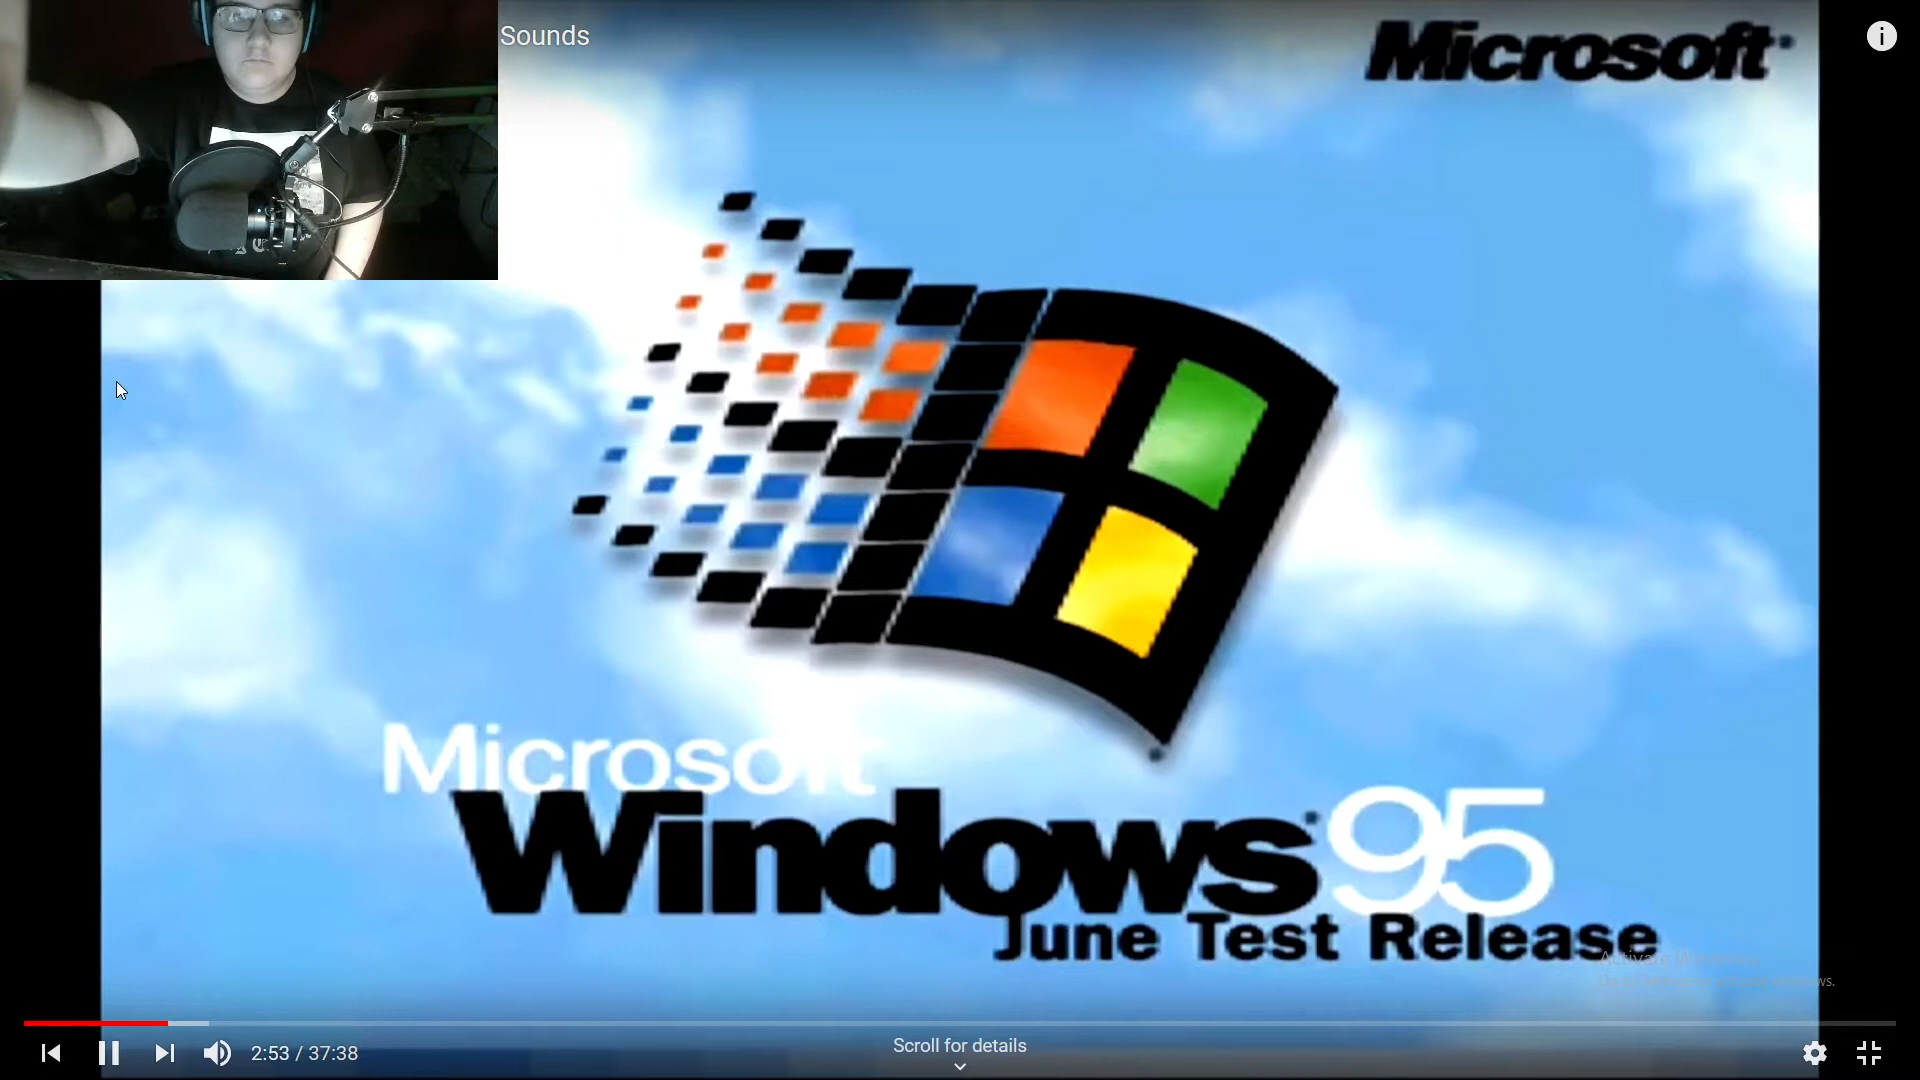 Sounds
Microsoft
Microsoft
Windows 95
June Test Release
2:53 / 37:38
Scroll for details